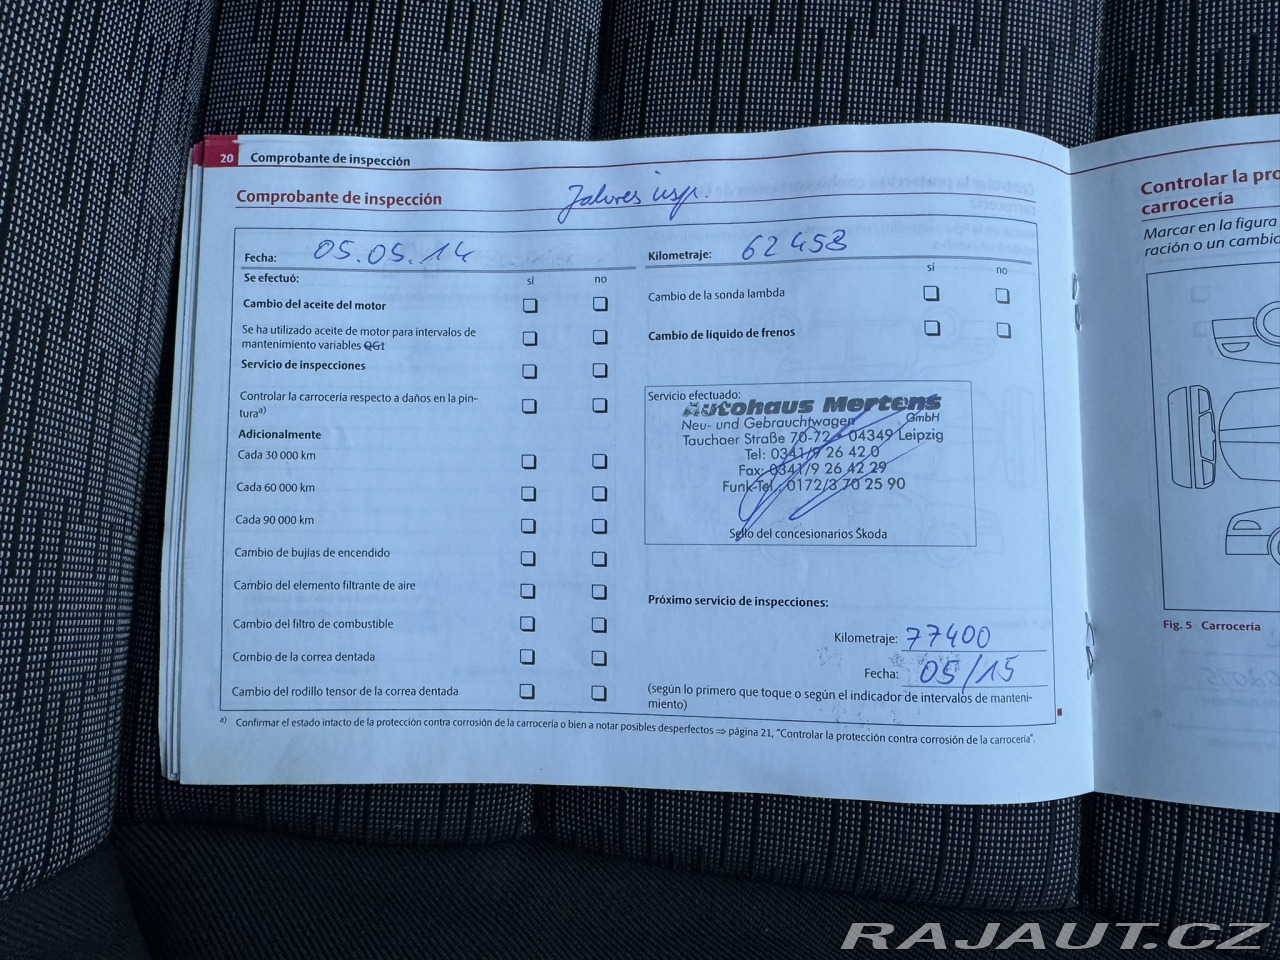 20 Comprobante de inspección
Comprobante de inspección
Jahres insp.
Fecha: 05.05.14
Se efectuó: sí no
Cambio del aceite del motor
Se ha utilizado aceite de motor para intervalos de
mantenimiento variables QG1
Servicio de inspecciones
Controlar la carrocería respecto a daños en la pin-
tura a)
Adicionalmente
Cada 30 000 km
Cada 60 000 km
Cada 90 000 km
Cambio de bujías de encendido
Cambio del elemento filtrante de aire
Cambio del filtro de combustible
Combio de la correa dentada
Cambio del rodillo tensor de la correa dentada
Kilometraje: 62 458
sí no
Cambio de la sonda lambda
Cambio de líquido de frenos
Servicio efectuado:
Autohaus Mertens
GmbH
Neu- und Gebrauchtwagen
Tauchaer Straße 70-72 • 04349 Leipzig
Tel: 0341/9 26 42 0
Fax: 0341/9 26 42 29
Funk-Tel.: 0172/3 70 25 90
Sello del concesionarios Škoda
Próximo servicio de inspecciones:
Kilometraje: 77400
Fecha: 05/15
(según lo primero que toque o según el indicador de intervalos de manteni-
miento)
a) Confirmar el estado intacto de la protección contra corrosión de la carrocería o bien a notar posibles desperfectos ⇒ página 21, "Controlar la protección contra corrosión de la carrocería".
Controlar la pro
carrocería
Marcar en la figura
ración o un cambio
Fig. 5 Carrocería
RAJAUT.CZ